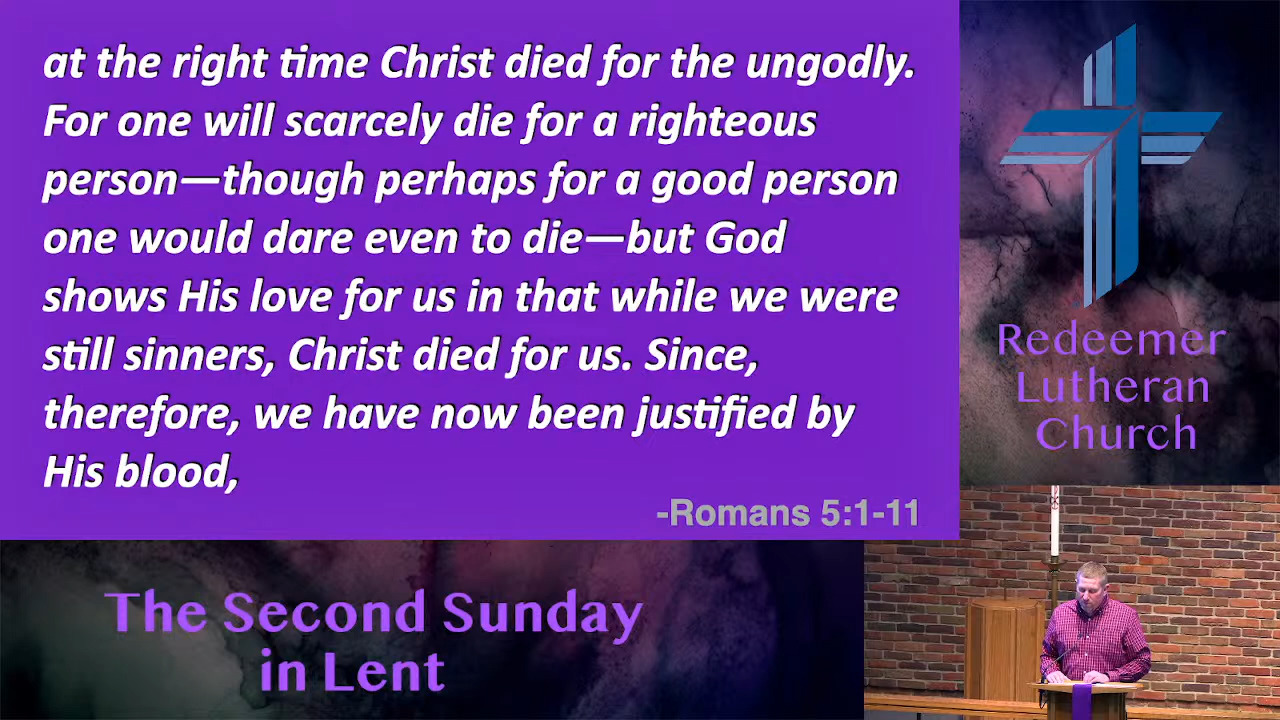 at the right time Christ died for the ungodly.
For one will scarcely die for a righteous
person—though perhaps for a good person
one would dare even to die—but God
shows His love for us in that while we were
still sinners, Christ died for us. Since,
therefore, we have now been justified by
His blood,
-Romans 5:1-11
Redeemer
Lutheran
Church
The Second Sunday
in Lent